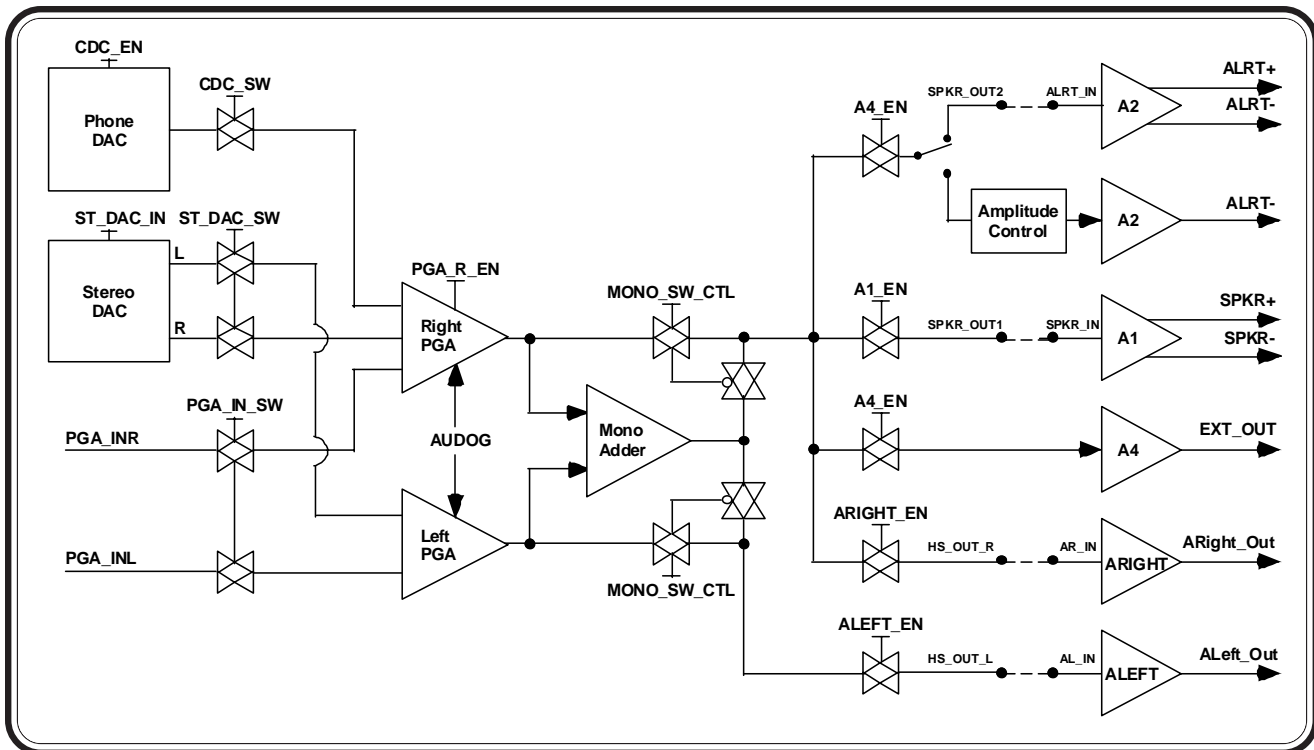 CDC_EN
CDC_SW
Phone
DAC
ST_DAC_IN
ST_DAC_SW
L
Stereo
DAC
R
PGA_IN_SW
PGA_INR
PGA_INL
PGA_R_EN
Right
PGA
AUDOG
Left
PGA
MONO_SW_CTL
Mono
Adder
MONO_SW_CTL
A4_EN
SPKR_OUT2
ALRT_IN
A2
ALRT+
ALRT-
Amplitude
Control
A2
ALRT-
A1_EN
SPKR_OUT1
SPKR_IN
A1
SPKR+
SPKR-
A4_EN
A4
EXT_OUT
ARIGHT_EN
HS_OUT_R
AR_IN
ARIGHT
ARight_Out
ALEFT_EN
HS_OUT_L
AL_IN
ALEFT
ALeft_Out